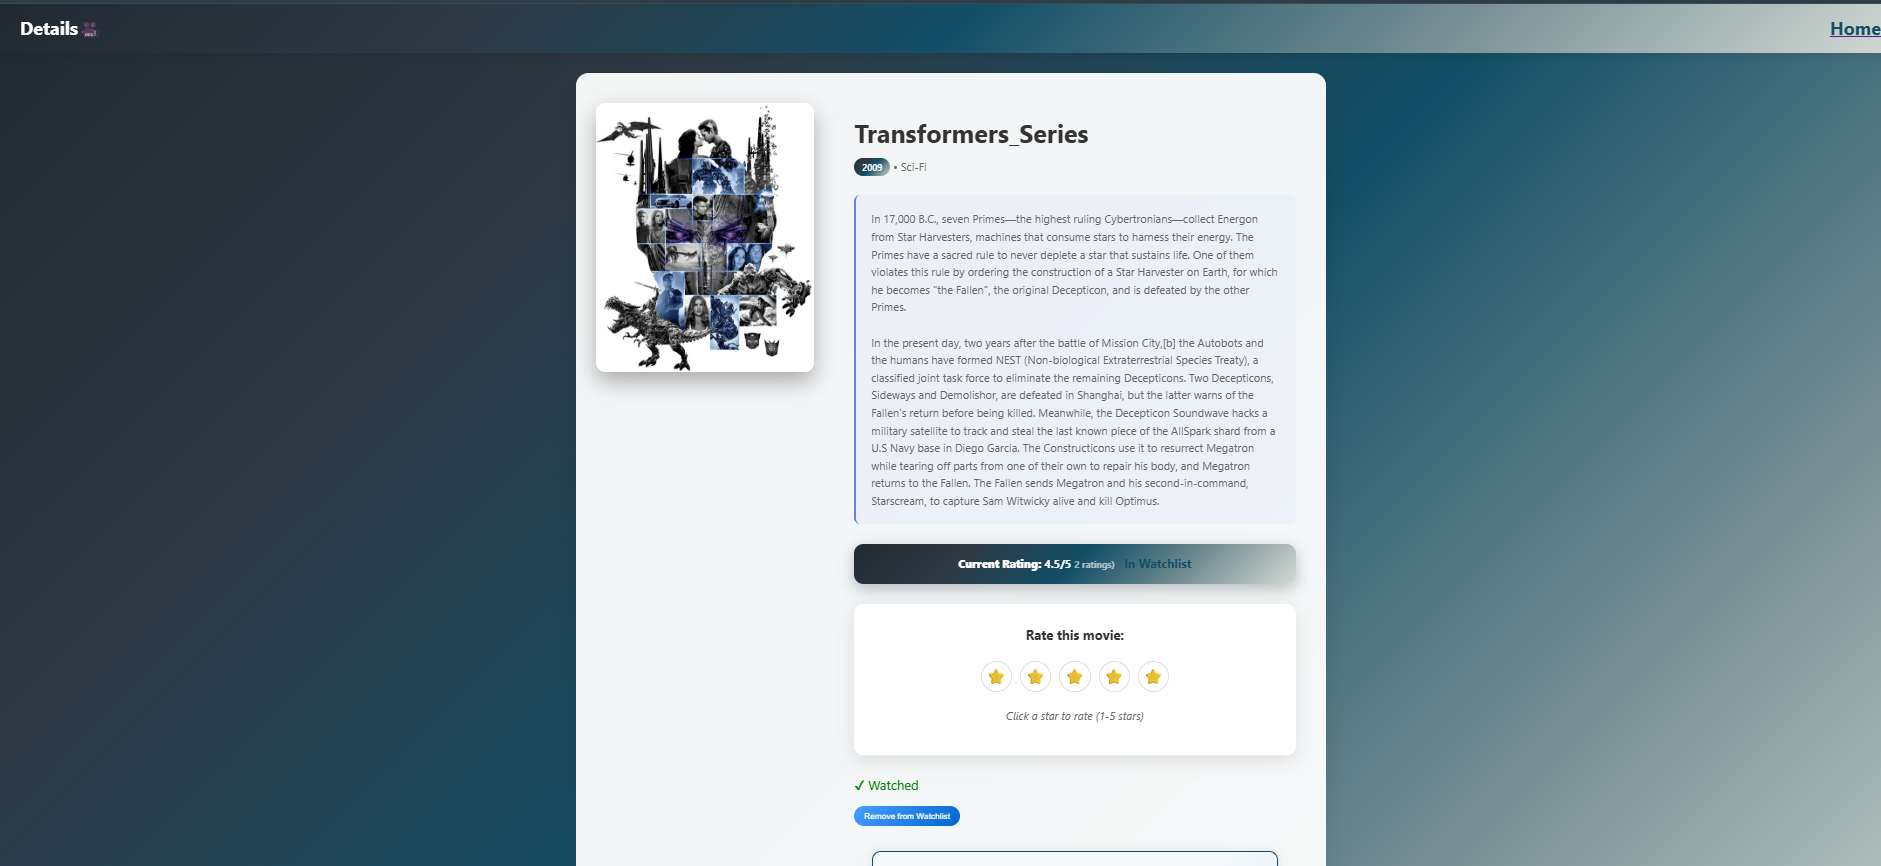 Details
Home
Transformers_Series
2009 • Sci-Fi
In 17,000 B.C., seven Primes—the highest ruling Cybertronians—collect Energon
from Star Harvesters, machines that consume stars to harness their energy. The
Primes have a sacred rule to never deplete a star that sustains life. One of them
violates this rule by ordering the construction of a Star Harvester on Earth, for which
he becomes "the Fallen", the original Decepticon, and is defeated by the other
Primes.
In the present day, two years after the battle of Mission City,[b] the Autobots and
the humans have formed NEST (Non-biological Extraterrestrial Species Treaty), a
classified joint task force to eliminate the remaining Decepticons. Two Decepticons,
Sideways and Demolishor, are defeated in Shanghai, but the latter warns of the
Fallen's return before being killed. Meanwhile, the Decepticon Soundwave hacks a
military satellite to track and steal the last known piece of the AllSpark shard from a
U.S Navy base in Diego Garcia. The Constructicons use it to resurrect Megatron
while tearing off parts from one of their own to repair his body, and Megatron
returns to the Fallen. The Fallen sends Megatron and his second-in-command,
Starscream, to capture Sam Witwicky alive and kill Optimus.
Current Rating: 4.5/5 2 ratings) In Watchlist
Rate this movie:
Click a star to rate (1-5 stars)
✓ Watched
Remove from Watchlist